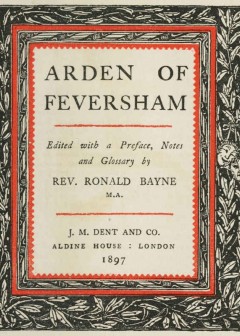 ARDEN OF
FEVERSHAM
Edited with a Preface, Notes
and Glossary by
REV. RONALD BAYNE
M.A.
J. M. DENT AND CO.
ALDINE HOUSE : LONDON
1897